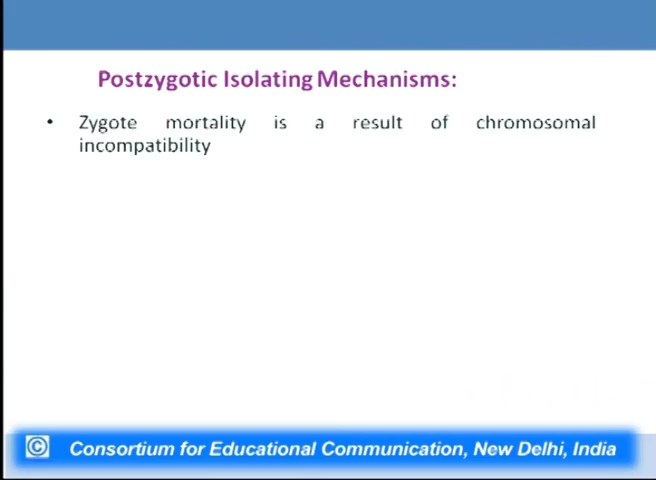 Postzygotic Isolating Mechanisms:
• Zygote mortality is a result of chromosomal
incompatibility
© Consortium for Educational Communication, New Delhi, India